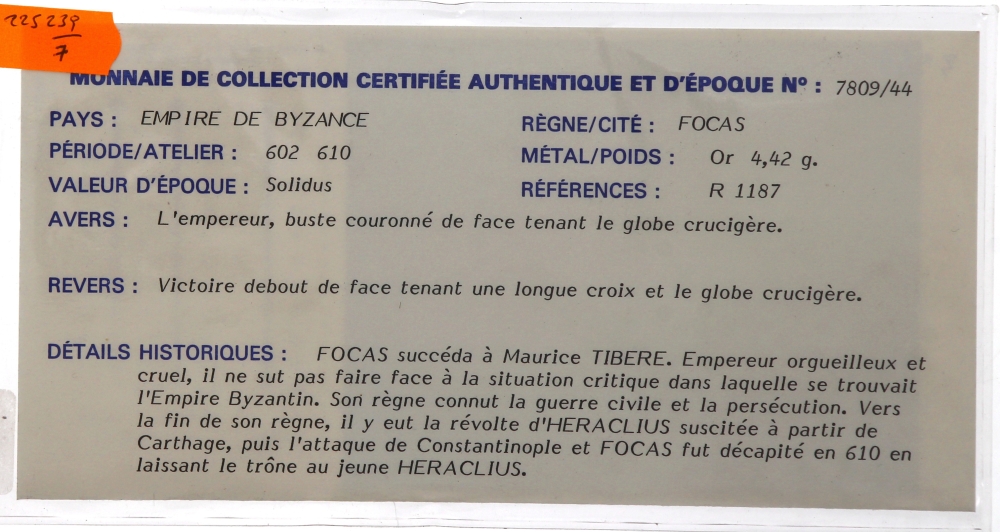 225 239
7
MONNAIE DE COLLECTION CERTIFIÉE AUTHENTIQUE ET D'ÉPOQUE Nº : 7809/44
PAYS : EMPIRE DE BYZANCE RÈGNE/CITÉ : FOCAS
PÉRIODE/ATELIER : 602 610 MÉTAL/POIDS : Or 4,42 g.
VALEUR D'ÉPOQUE : Solidus RÉFÉRENCES : R 1187
AVERS : L'empereur, buste couronné de face tenant le globe crucigère.
REVERS : Victoire debout de face tenant une longue croix et le globe crucigère.
DÉTAILS HISTORIQUES : FOCAS succéda à Maurice TIBERE. Empereur orgueilleux et
cruel, il ne sut pas faire face à la situation critique dans laquelle se trouvait
l'Empire Byzantin. Son règne connut la guerre civile et la persécution. Vers
la fin de son règne, il y eut la révolte d'HERACLIUS suscitée à partir de
Carthage, puis l'attaque de Constantinople et FOCAS fut décapité en 610 en
laissant le trône au jeune HERACLIUS.